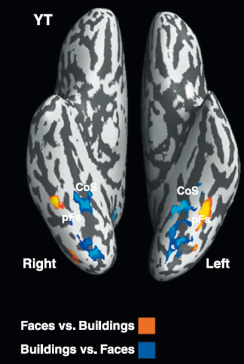 YT
CoS CoS
pFs pFs
Right Left
Faces vs. Buildings
Buildings vs. Faces